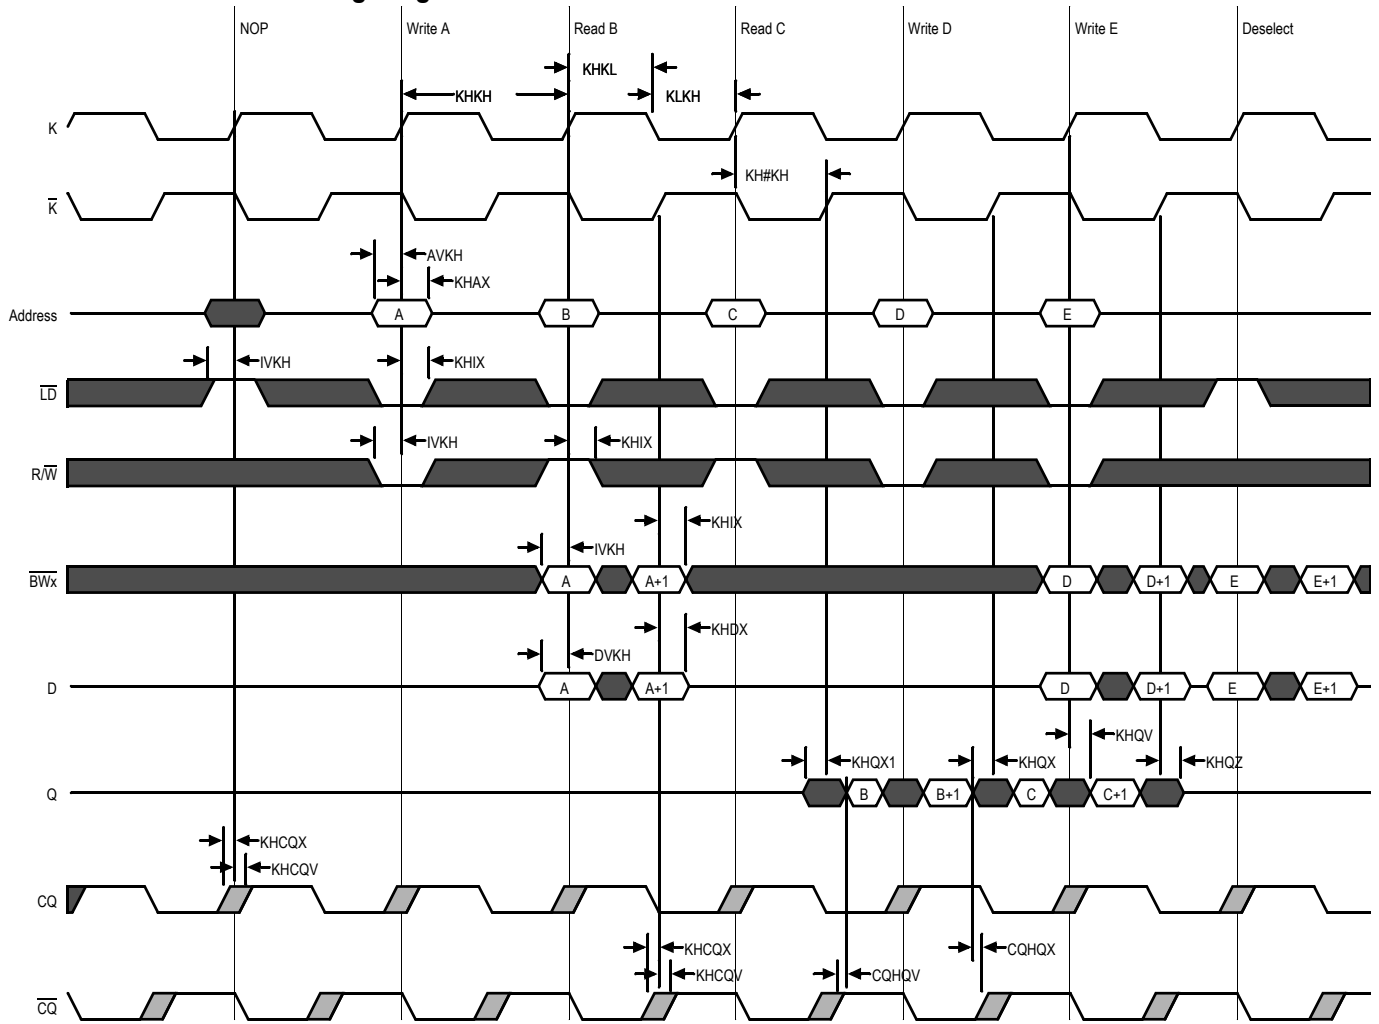 NOP Write A Read B Read C Write D Write E Deselect
KHKL
KHKH KLKH
K
KH#KH
K
AVKH
KHAX
Address A B C D E
IVKH KHIX
LD
IVKH KHIX
R/W
KHIX
IVKH
BWx A A+1 D D+1 E E+1
KHDX
DVKH
D A A+1 D D+1 E E+1
KHQV
KHQX1 KHQX KHQZ
Q B B+1 C C+1
KHCQX
KHCQV
CQ
KHCQX CQHQX
KHCQV CQHQV
CQ